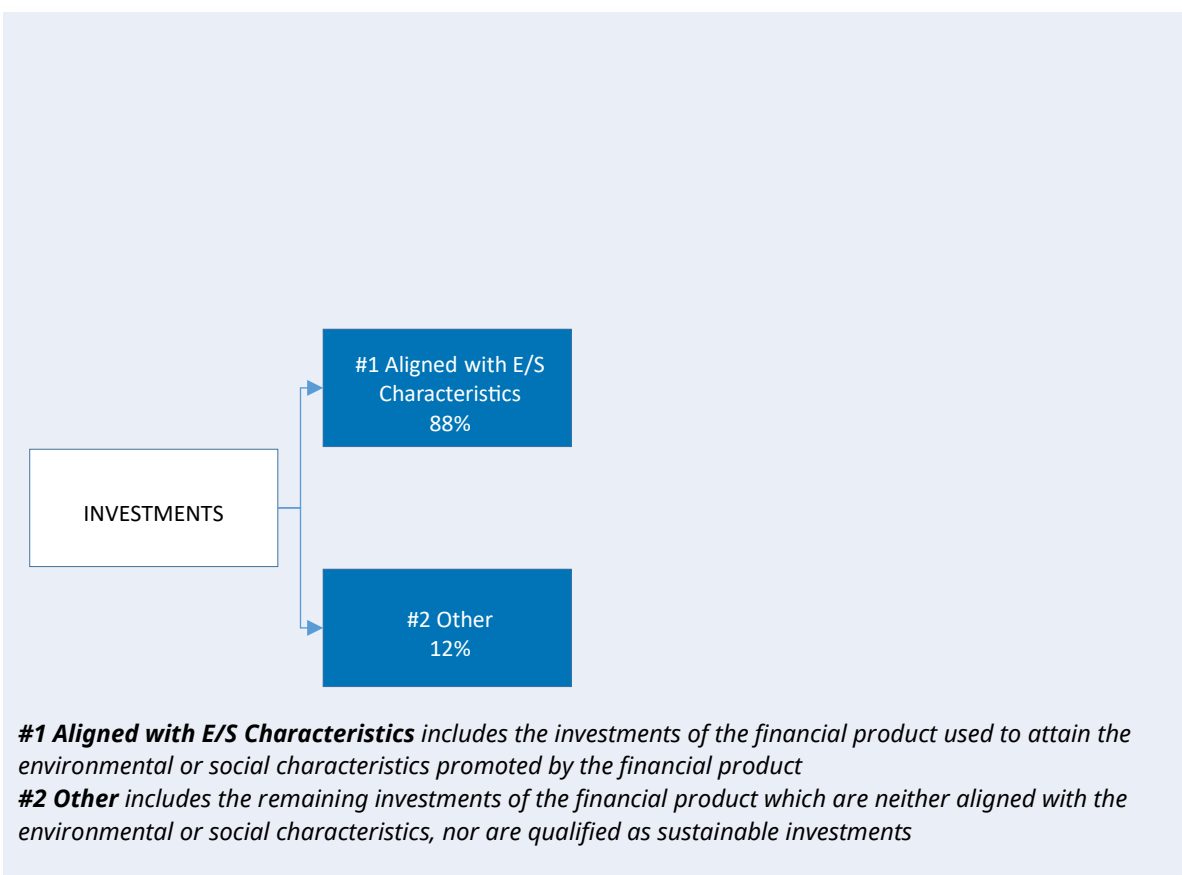 #1 Aligned with E/S
Characteristics
88%
INVESTMENTS
#2 Other
12%
#1 Aligned with E/S Characteristics includes the investments of the financial product used to attain the
environmental or social characteristics promoted by the financial product
#2 Other includes the remaining investments of the financial product which are neither aligned with the
environmental or social characteristics, nor are qualified as sustainable investments